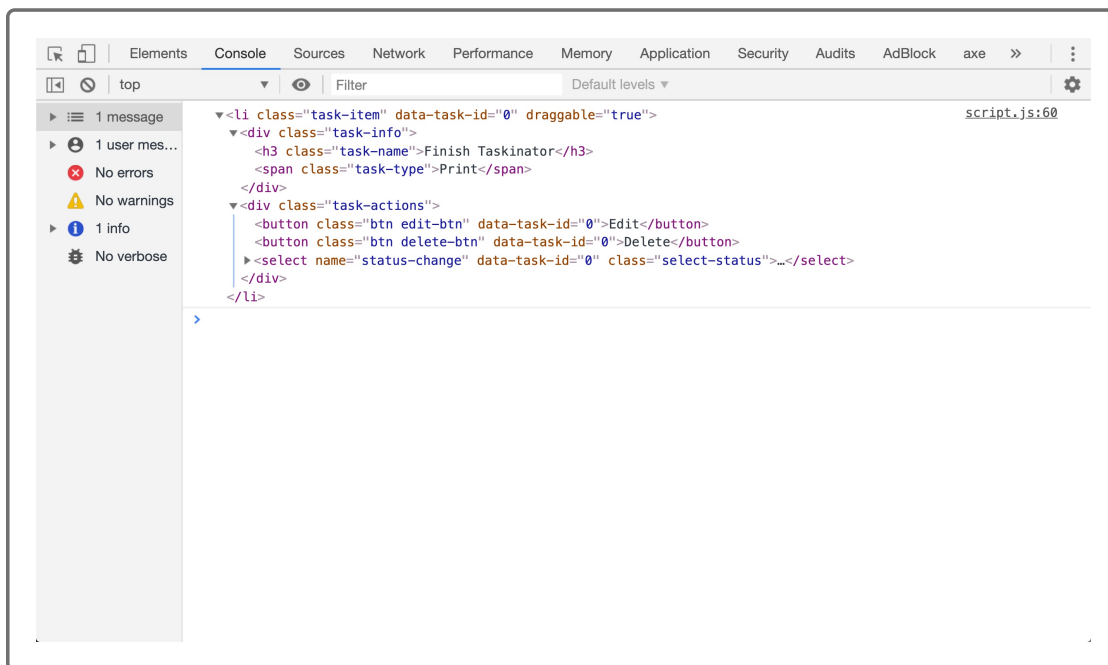 Elements Console Sources Network Performance Memory Application Security Audits AdBlock axe »
top Filter Default levels
1 message
1 user mes...
No errors
No warnings
1 info
No verbose
<li class="task-item" data-task-id="0" draggable="true"> script.js:60
<div class="task-info">
<h3 class="task-name">Finish Taskinator</h3>
<span class="task-type">Print</span>
</div>
<div class="task-actions">
<button class="btn edit-btn" data-task-id="0">Edit</button>
<button class="btn delete-btn" data-task-id="0">Delete</button>
<select name="status-change" data-task-id="0" class="select-status">…</select>
</div>
</li>